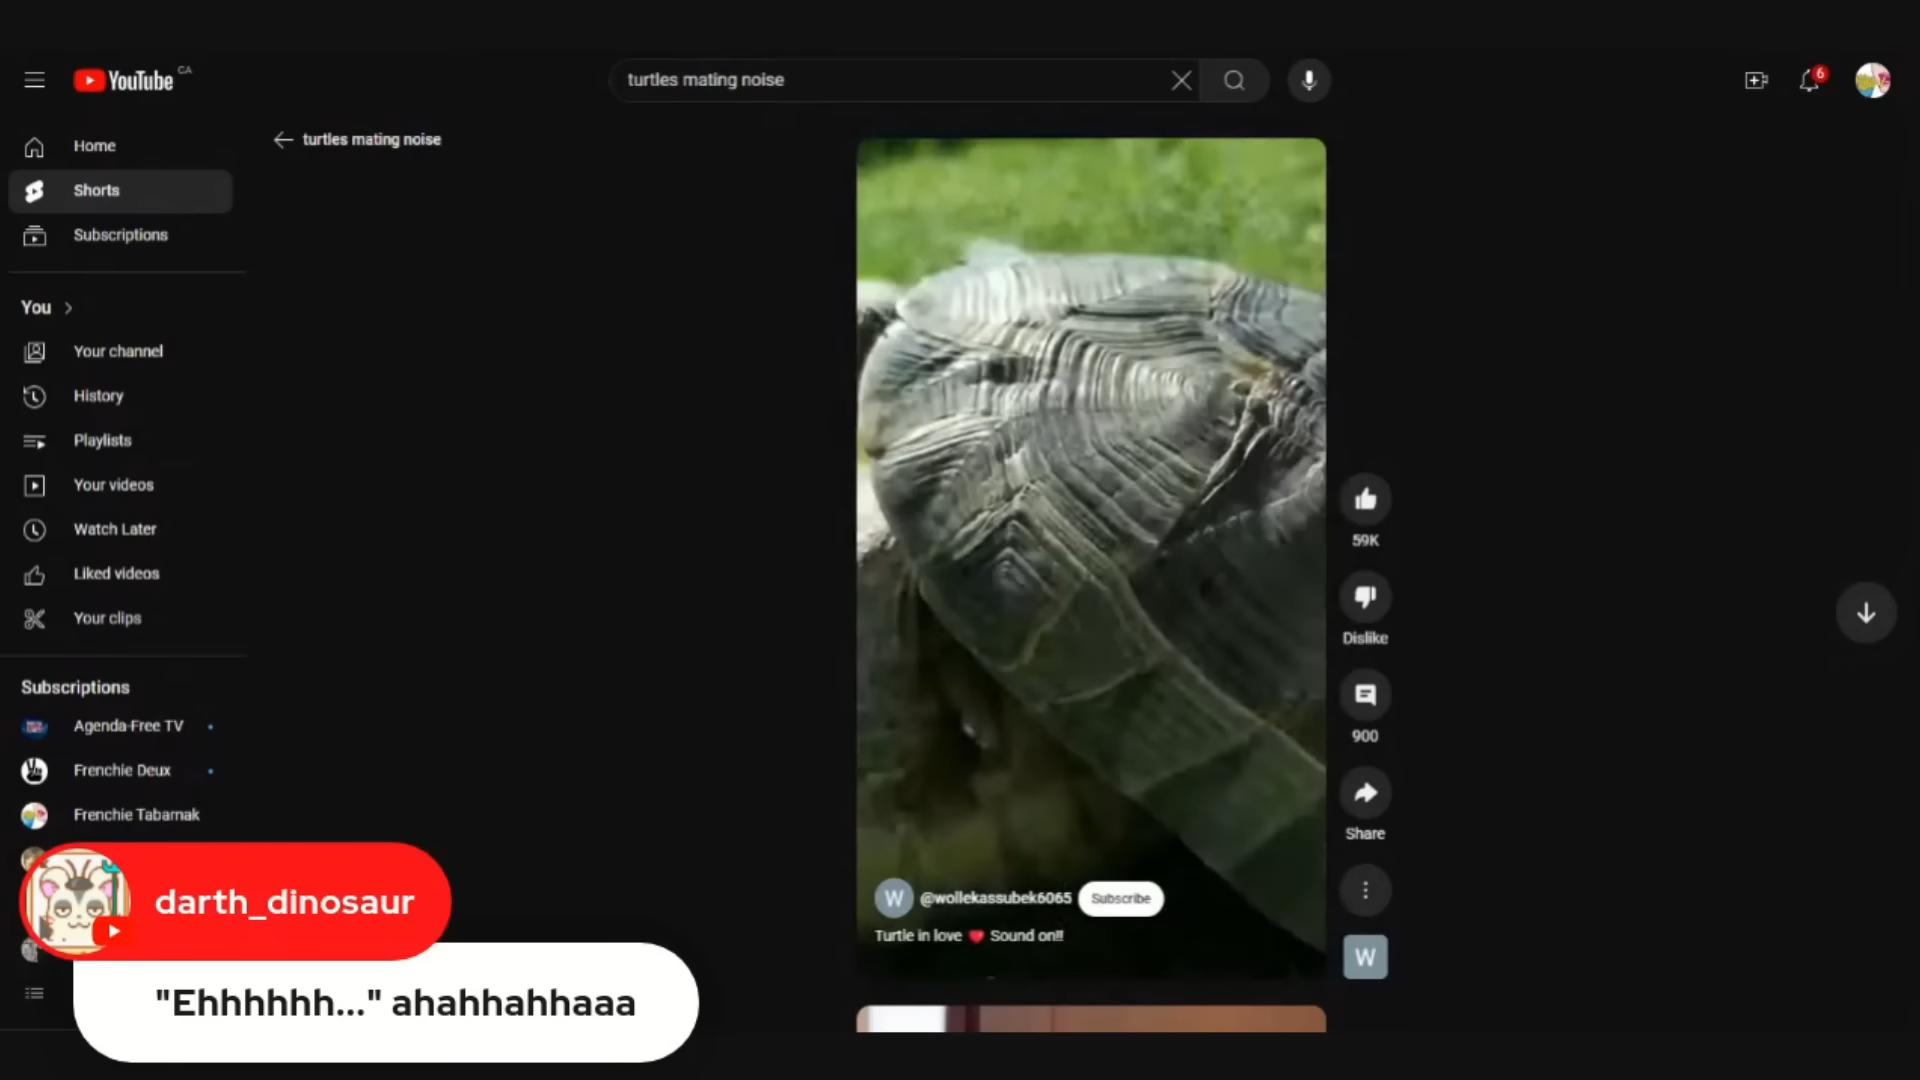 YouTube CA
turtles mating noise
6
Home
Shorts
Subscriptions
You
Your channel
History
Playlists
Your videos
Watch Later
Liked videos
Your clips
Subscriptions
Agenda-Free TV
Frenchie Deux
Frenchie Tabarnak
turtles mating noise
59K
Dislike
900
Share
W
W @wollekassubek6065 Subscribe
Turtle in love ❤️ Sound on!!
darth_dinosaur
"Ehhhhhh..." ahahhahhaaa